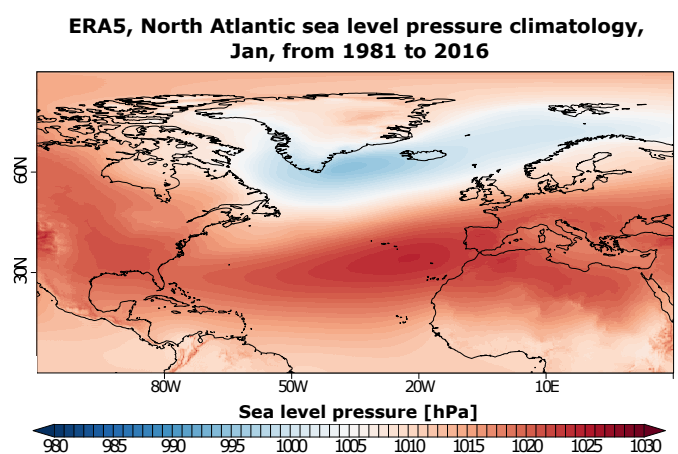 ERA5, North Atlantic sea level pressure climatology,
Jan, from 1981 to 2016
60N
30N
80W 50W 20W 10E
Sea level pressure [hPa]
980 985 990 995 1000 1005 1010 1015 1020 1025 1030